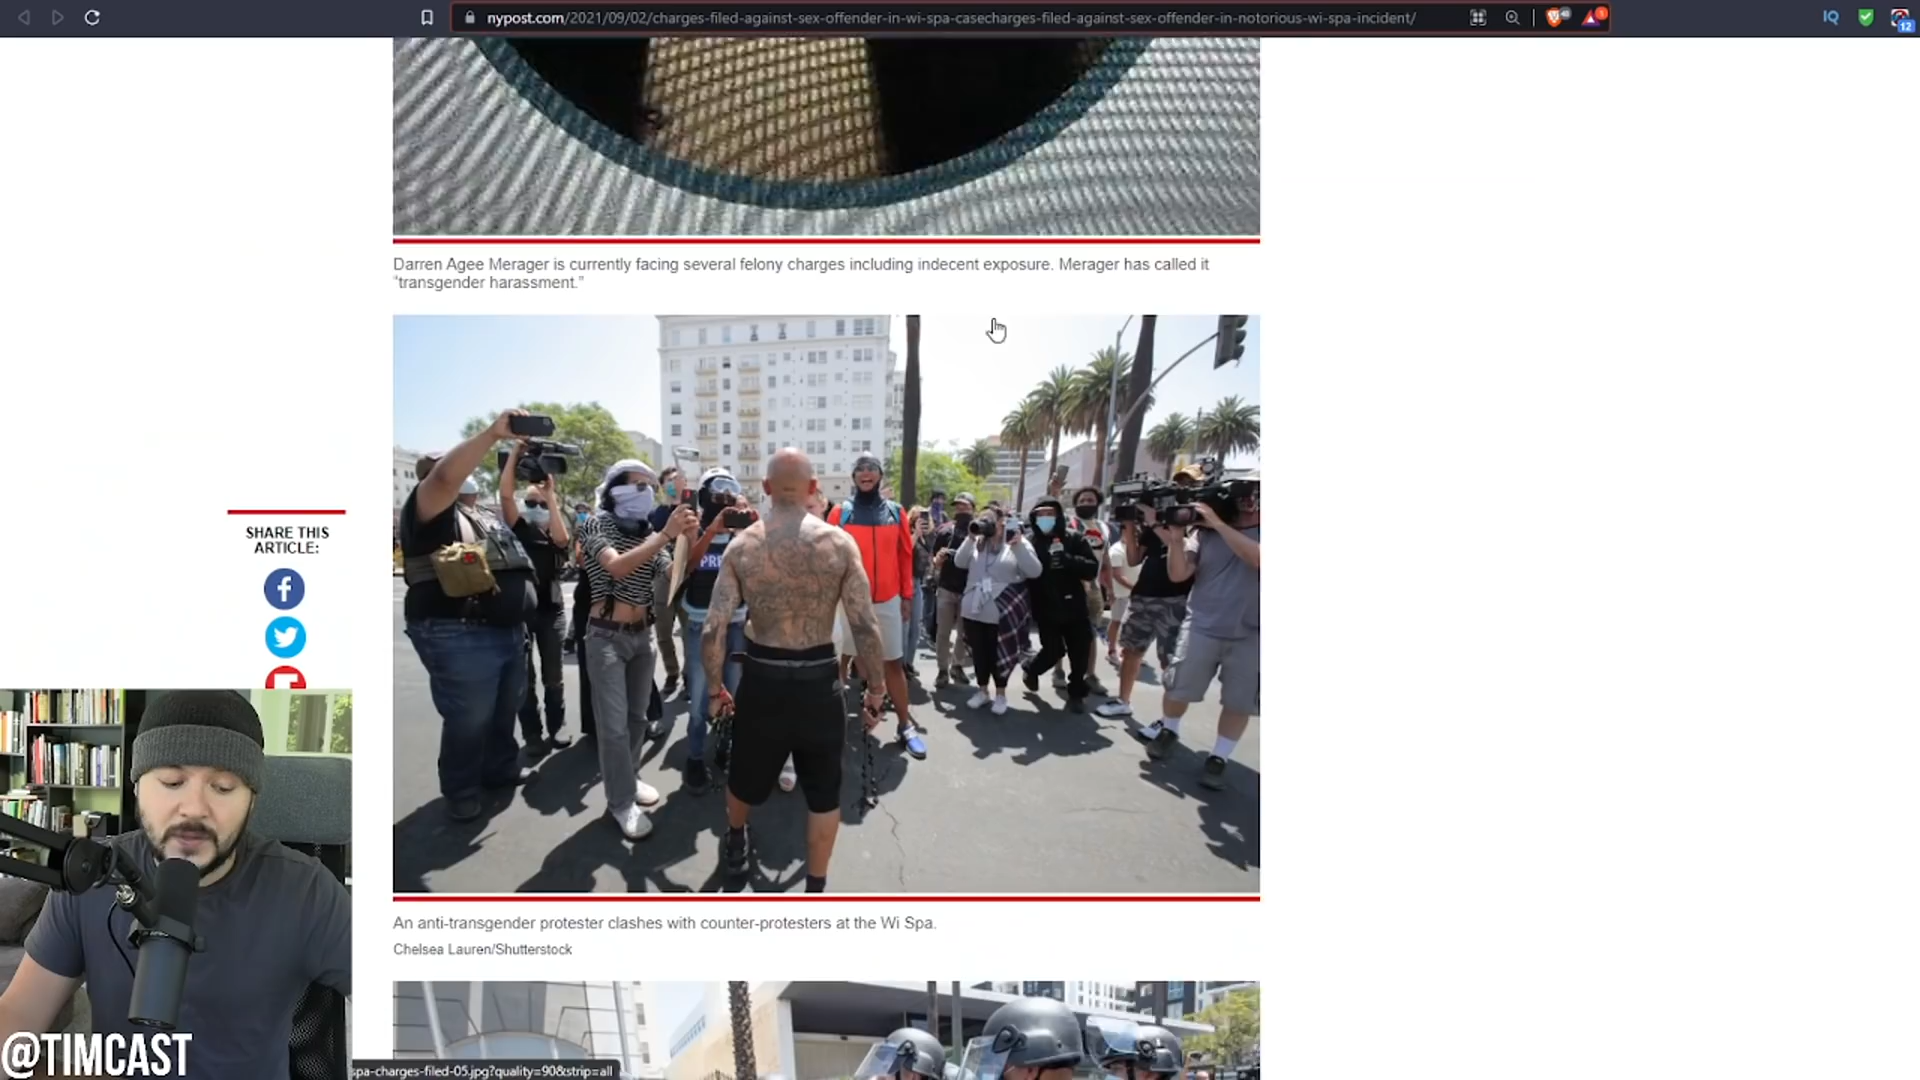 nypost.com/2021/09/02/charges-filed-against-sex-offender-in-wi-spa-casecharges-filed-against-sex-offender-in-notorious-wi-spa-incident/
IQ
12
Darren Agee Merager is currently facing several felony charges including indecent exposure. Merager has called it
“transgender harassment.”
SHARE THIS
ARTICLE:
An anti-transgender protester clashes with counter-protesters at the Wi Spa.
Chelsea Lauren/Shutterstock
@TIMCAST
spa-charges-filed-05.jpg?quality=90&strip=all